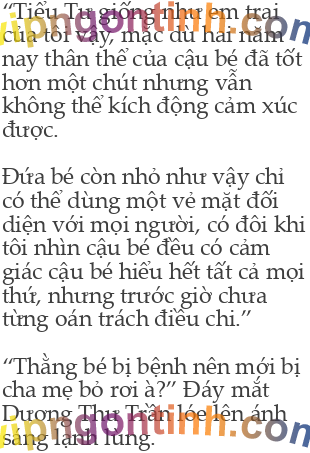 “Tiểu Tư giống như em trai
của tôi vậy, mặc dù hai năm
nay thân thể của cậu bé đã tốt
hơn một chút nhưng vẫn
không thể kích động cảm xúc
được.
Đứa bé còn nhỏ như vậy chỉ
có thể dùng một vẻ mặt đối
diện với mọi người, có đôi khi
tôi nhìn cậu bé đều có cảm
giác cậu bé hiểu hết tất cả mọi
thứ, nhưng trước giờ chưa
từng oán trách điều chi.”
“Thằng bé bị bệnh nên mới bị
cha mẹ bỏ rơi à?” Đáy mắt
Dương Thư Trần lóe lên ánh
sáng lạnh lùng.
vipngontinh.com
vipngontinh.com